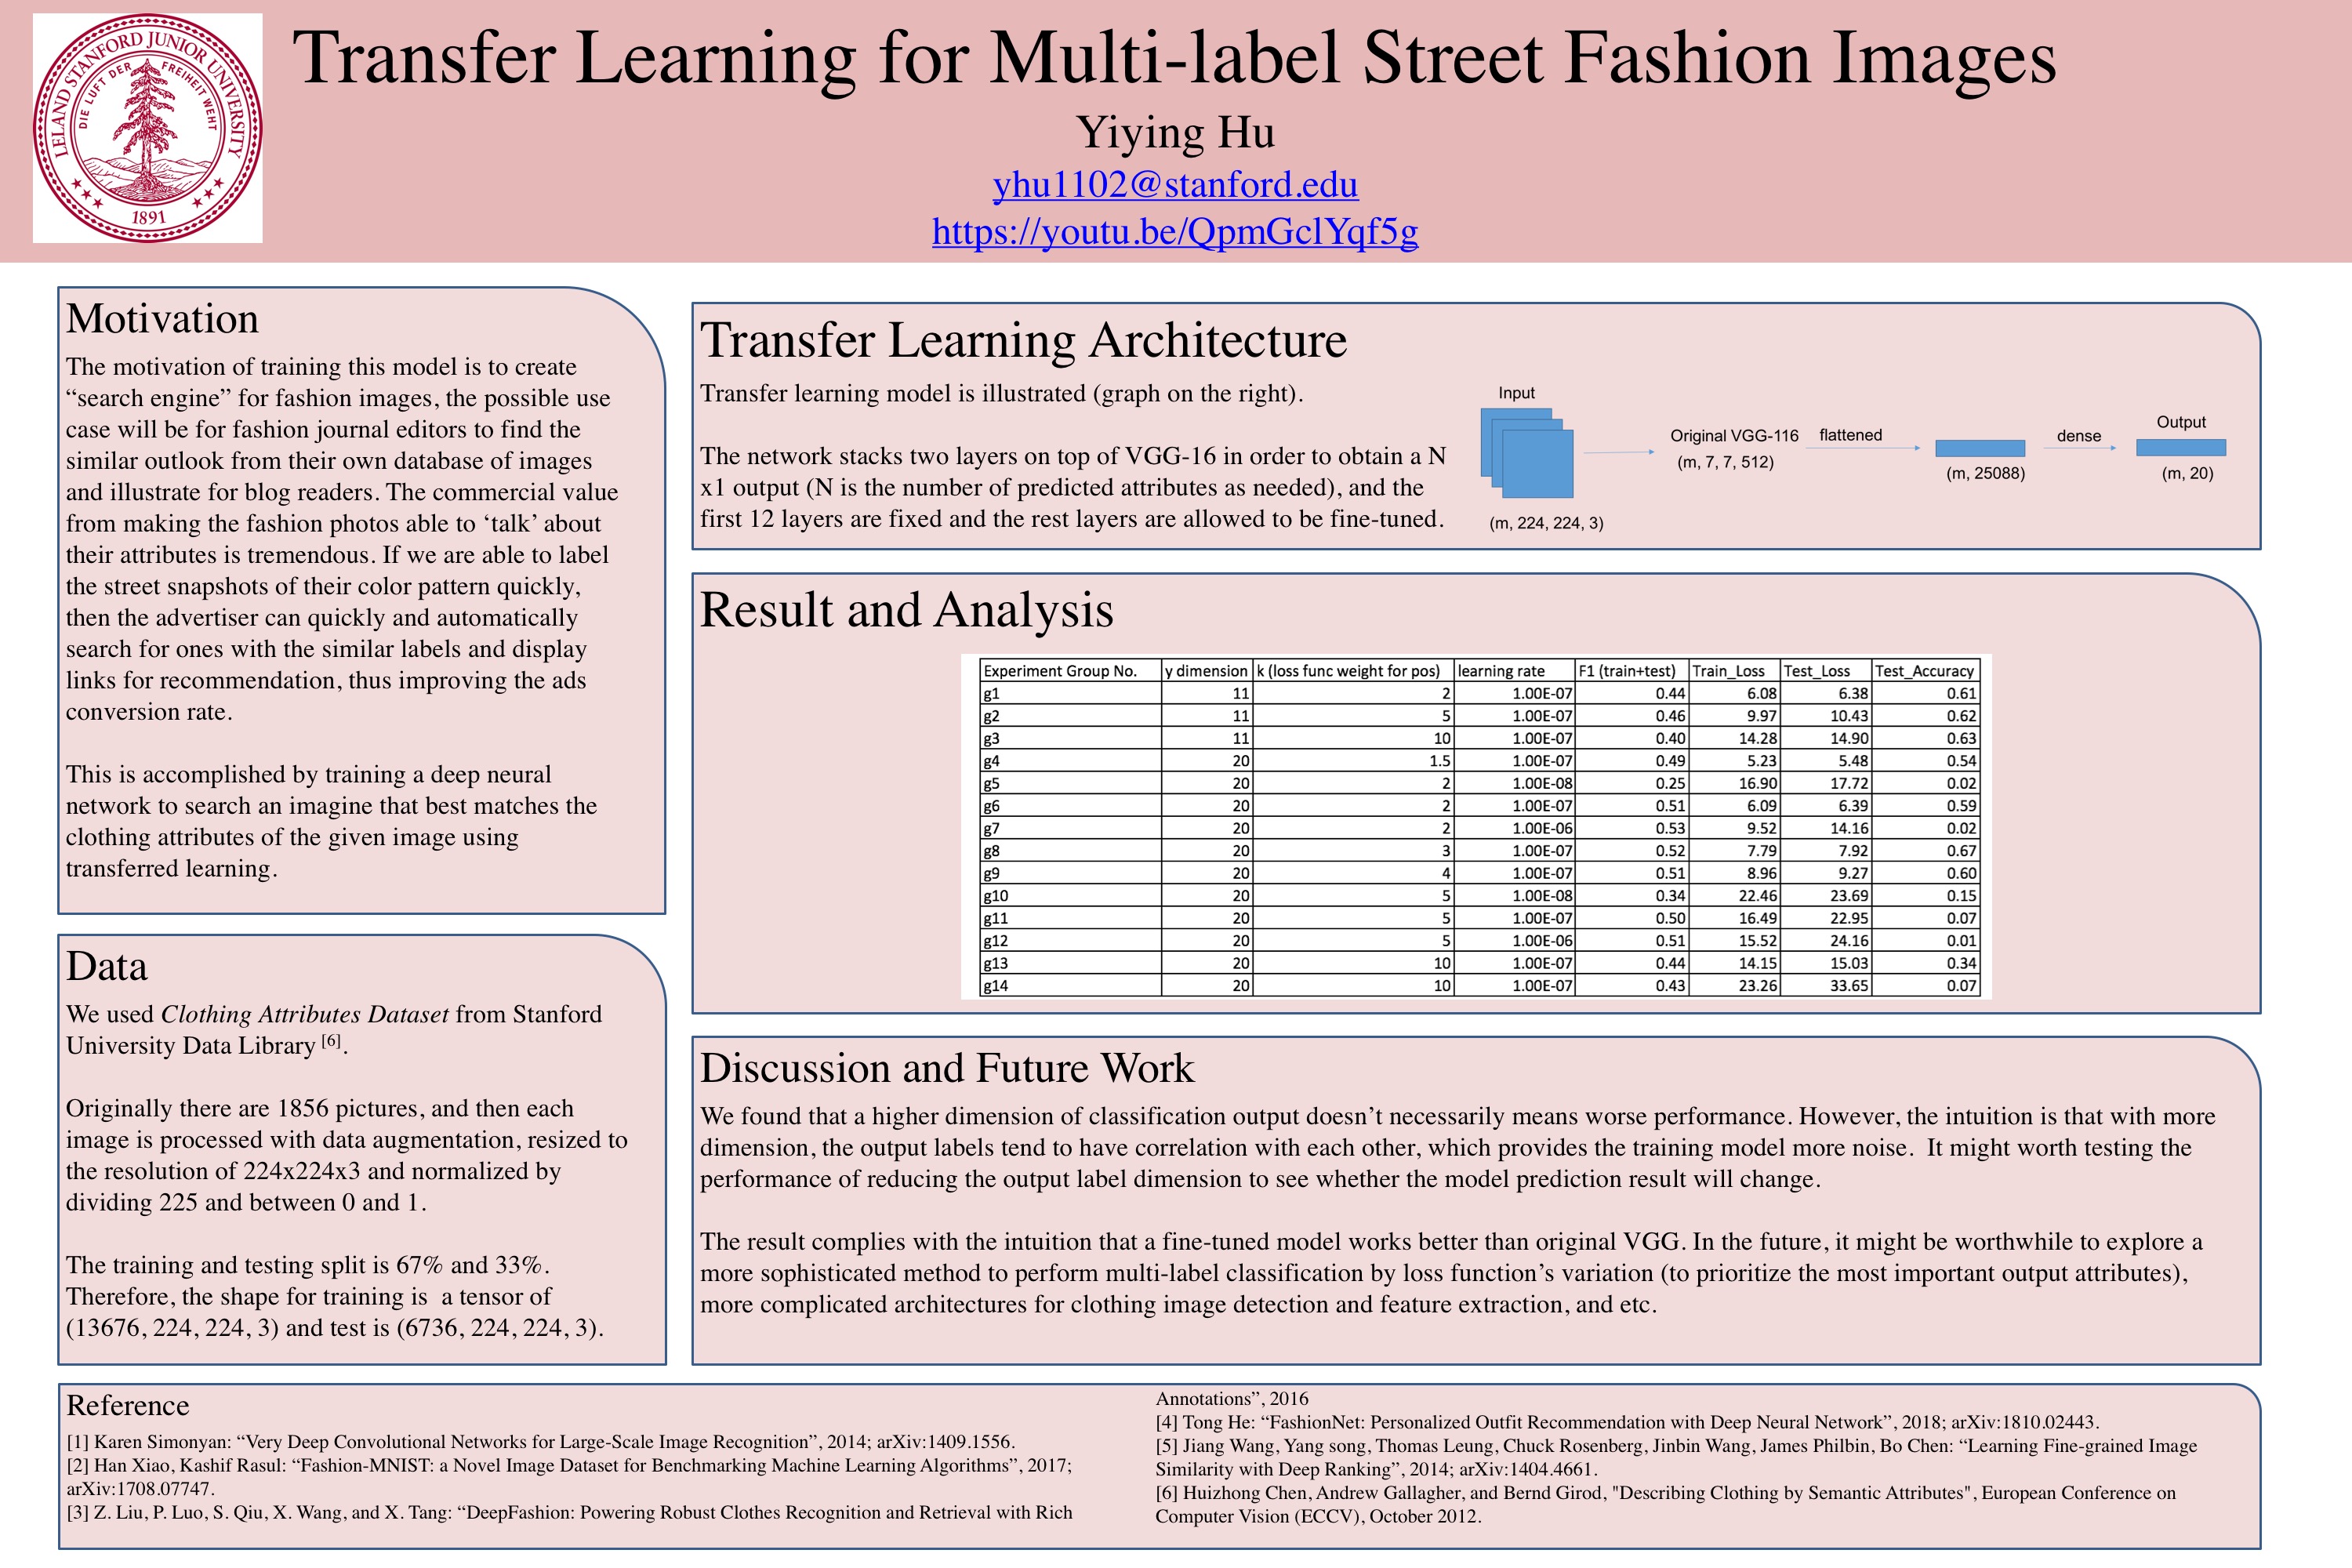 LELAND STANFORD JUNIOR UNIVERSITY
DIE LUFT DER FREIHEIT WEHT
1891
Transfer Learning for Multi-label Street Fashion Images
Yiying Hu
yhu1102@stanford.edu
https://youtu.be/QpmGclYqf5g
Motivation
The motivation of training this model is to create
“search engine” for fashion images, the possible use
case will be for fashion journal editors to find the
similar outlook from their own database of images
and illustrate for blog readers. The commercial value
from making the fashion photos able to ‘talk’ about
their attributes is tremendous. If we are able to label
the street snapshots of their color pattern quickly,
then the advertiser can quickly and automatically
search for ones with the similar labels and display
links for recommendation, thus improving the ads
conversion rate.
This is accomplished by training a deep neural
network to search an imagine that best matches the
clothing attributes of the given image using
transferred learning.
Data
We used Clothing Attributes Dataset from Stanford
University Data Library [6].
Originally there are 1856 pictures, and then each
image is processed with data augmentation, resized to
the resolution of 224x224x3 and normalized by
dividing 225 and between 0 and 1.
The training and testing split is 67% and 33%.
Therefore, the shape for training is a tensor of
(13676, 224, 224, 3) and test is (6736, 224, 224, 3).
Transfer Learning Architecture
Transfer learning model is illustrated (graph on the right).
The network stacks two layers on top of VGG-16 in order to obtain a N
x1 output (N is the number of predicted attributes as needed), and the
first 12 layers are fixed and the rest layers are allowed to be fine-tuned.
Input
(m, 224, 224, 3)
Original VGG-116
(m, 7, 7, 512)
flattened
(m, 25088)
dense
Output
(m, 20)
Result and Analysis
Experiment Group No. y dimension k (loss func weight for pos) learning rate F1 (train+test) Train_Loss Test_Loss Test_Accuracy
g1 11 2 1.00E-07 0.44 6.08 6.38 0.61
g2 11 5 1.00E-07 0.46 9.97 10.43 0.62
g3 11 10 1.00E-07 0.40 14.28 14.90 0.63
g4 20 1.5 1.00E-07 0.49 5.23 5.48 0.54
g5 20 2 1.00E-08 0.25 16.90 17.72 0.02
g6 20 2 1.00E-07 0.51 6.09 6.39 0.59
g7 20 2 1.00E-06 0.53 9.52 14.16 0.02
g8 20 3 1.00E-07 0.52 7.79 7.92 0.67
g9 20 4 1.00E-07 0.51 8.96 9.27 0.60
g10 20 5 1.00E-08 0.34 22.46 23.69 0.15
g11 20 5 1.00E-07 0.50 16.49 22.95 0.07
g12 20 5 1.00E-06 0.51 15.52 24.16 0.01
g13 20 10 1.00E-07 0.44 14.15 15.03 0.34
g14 20 10 1.00E-07 0.43 23.26 33.65 0.07
Discussion and Future Work
We found that a higher dimension of classification output doesn’t necessarily means worse performance. However, the intuition is that with more
dimension, the output labels tend to have correlation with each other, which provides the training model more noise. It might worth testing the
performance of reducing the output label dimension to see whether the model prediction result will change.
The result complies with the intuition that a fine-tuned model works better than original VGG. In the future, it might be worthwhile to explore a
more sophisticated method to perform multi-label classification by loss function’s variation (to prioritize the most important output attributes),
more complicated architectures for clothing image detection and feature extraction, and etc.
Reference
[1] Karen Simonyan: “Very Deep Convolutional Networks for Large-Scale Image Recognition”, 2014; arXiv:1409.1556.
[2] Han Xiao, Kashif Rasul: “Fashion-MNIST: a Novel Image Dataset for Benchmarking Machine Learning Algorithms”, 2017;
arXiv:1708.07747.
[3] Z. Liu, P. Luo, S. Qiu, X. Wang, and X. Tang: “DeepFashion: Powering Robust Clothes Recognition and Retrieval with Rich
Annotations”, 2016
[4] Tong He: “FashionNet: Personalized Outfit Recommendation with Deep Neural Network”, 2018; arXiv:1810.02443.
[5] Jiang Wang, Yang song, Thomas Leung, Chuck Rosenberg, Jinbin Wang, James Philbin, Bo Chen: “Learning Fine-grained Image
Similarity with Deep Ranking”, 2014; arXiv:1404.4661.
[6] Huizhong Chen, Andrew Gallagher, and Bernd Girod, "Describing Clothing by Semantic Attributes", European Conference on
Computer Vision (ECCV), October 2012.